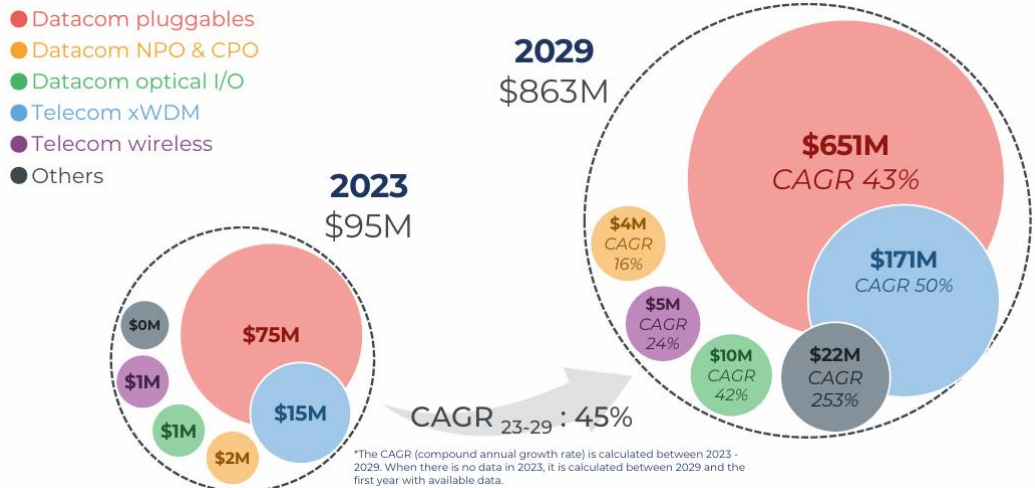 Datacom pluggables
Datacom NPO & CPO
Datacom optical I/O
Telecom xWDM
Telecom wireless
Others
2023
$95M
$0M
$75M
$1M
$1M
$15M
$2M
2029
$863M
$651M
CAGR 43%
$4M
CAGR
16%
$171M
CAGR 50%
$5M
CAGR
24%
$10M
CAGR
42%
$22M
CAGR
253%
CAGR 23-29 : 45%
*The CAGR (compound annual growth rate) is calculated between 2023 -
2029. When there is no data in 2023, it is calculated between 2029 and the
first year with available data.